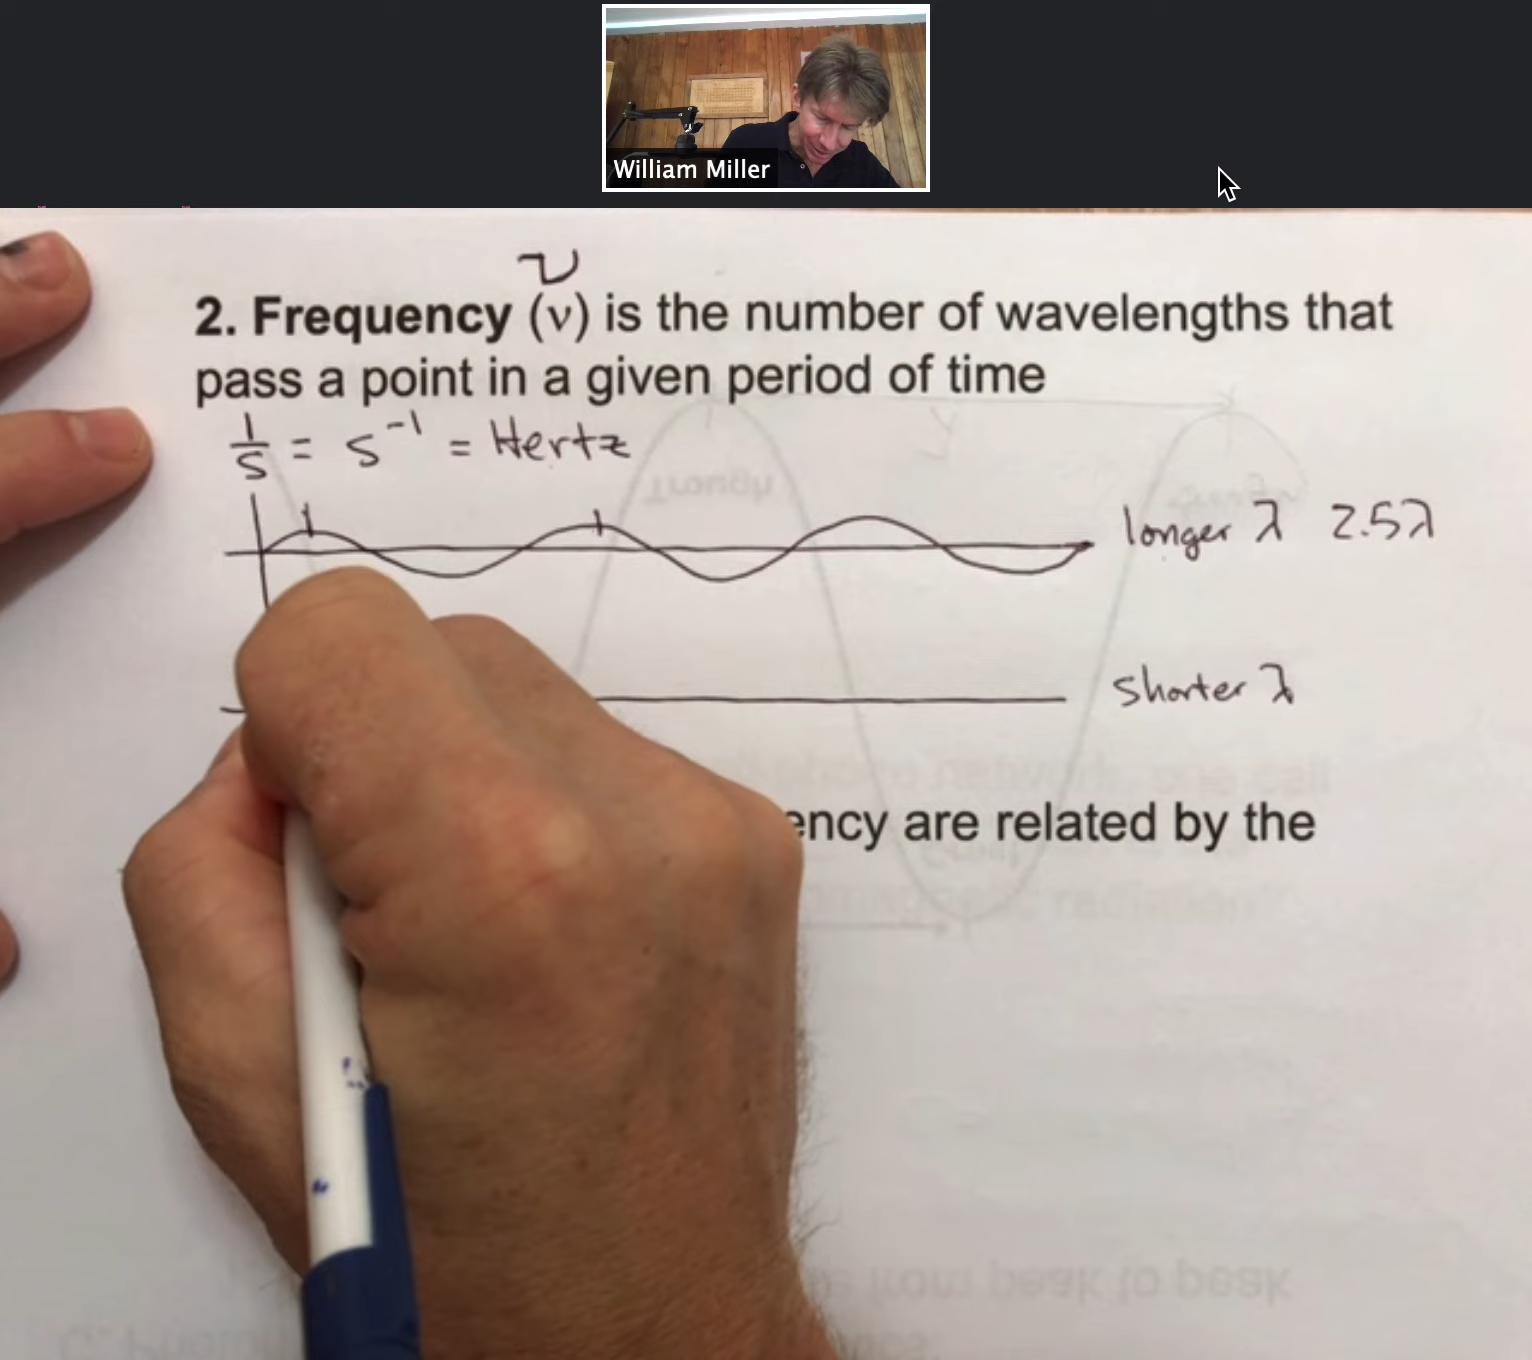 William Miller
ν
2. Frequency (ν) is the number of wavelengths that
pass a point in a given period of time
1/s = s⁻¹ = Hertz
longer λ 2.5λ
shorter λ
ency are related by the